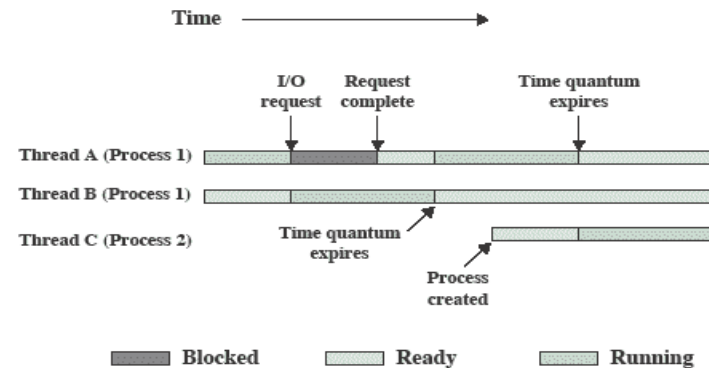 Time
I/O
request
Request
complete
Time quantum
expires
Thread A (Process 1)
Thread B (Process 1)
Thread C (Process 2)
Time quantum
expires
Process
created
Blocked
Ready
Running